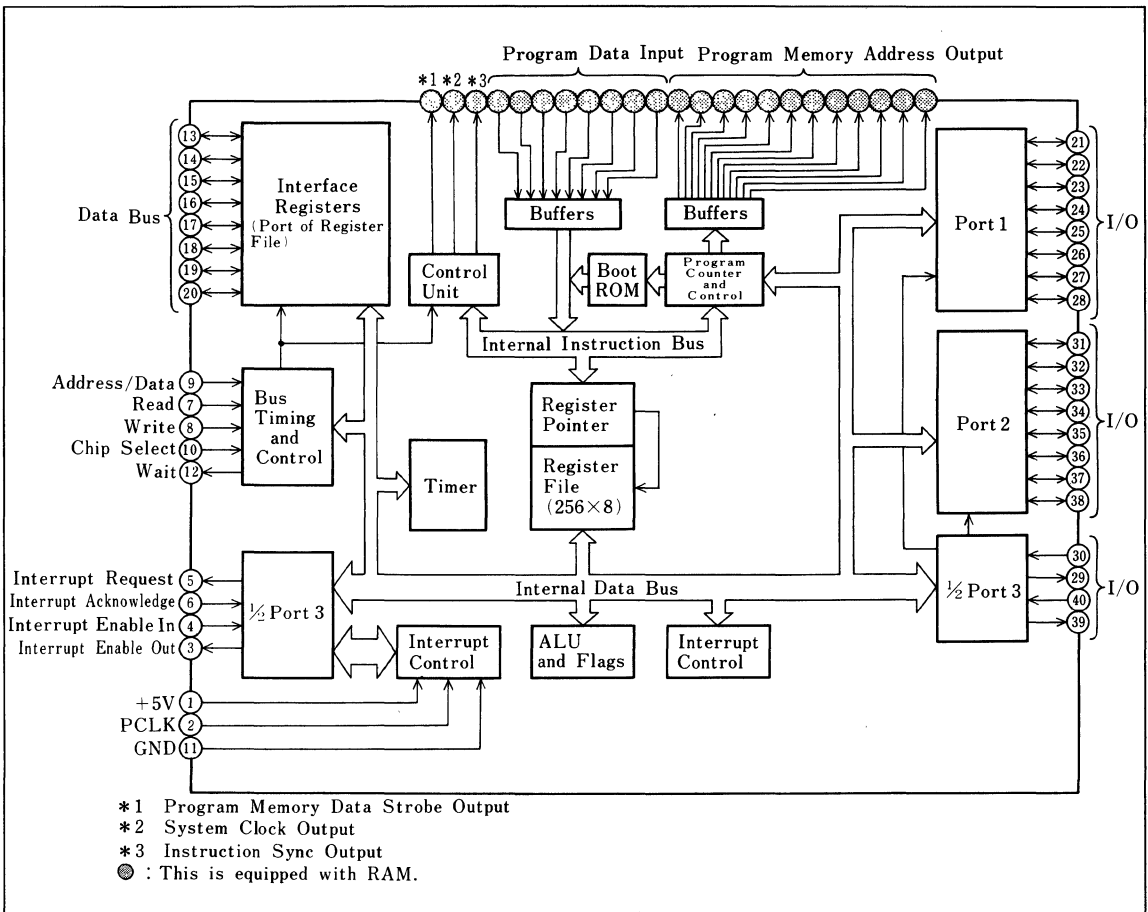 Program Data Input Program Memory Address Output
*1 *2 *3
13
14
15
16
17
18
19
20
Data Bus
Interface
Registers
(Port of Register
File)
Buffers
Buffers
Control
Unit
Boot
ROM
Program
Counter
and
Control
Port 1
21
22
23
24
25
26
27
28
I/O
Internal Instruction Bus
Address/Data 9
Read 7
Write 8
Chip Select 10
Wait 12
Bus
Timing
and
Control
Timer
Register
Pointer
Register
File
(256×8)
Port 2
31
32
33
34
35
36
37
38
I/O
Interrupt Request 5
Interrupt Acknowledge 6
Interrupt Enable In 4
Interrupt Enable Out 3
½ Port 3
Internal Data Bus
Interrupt
Control
ALU
and Flags
Interrupt
Control
½ Port 3
30
29
40
39
I/O
+5V 1
PCLK 2
GND 11
*1 Program Memory Data Strobe Output
*2 System Clock Output
*3 Instruction Sync Output
: This is equipped with RAM.